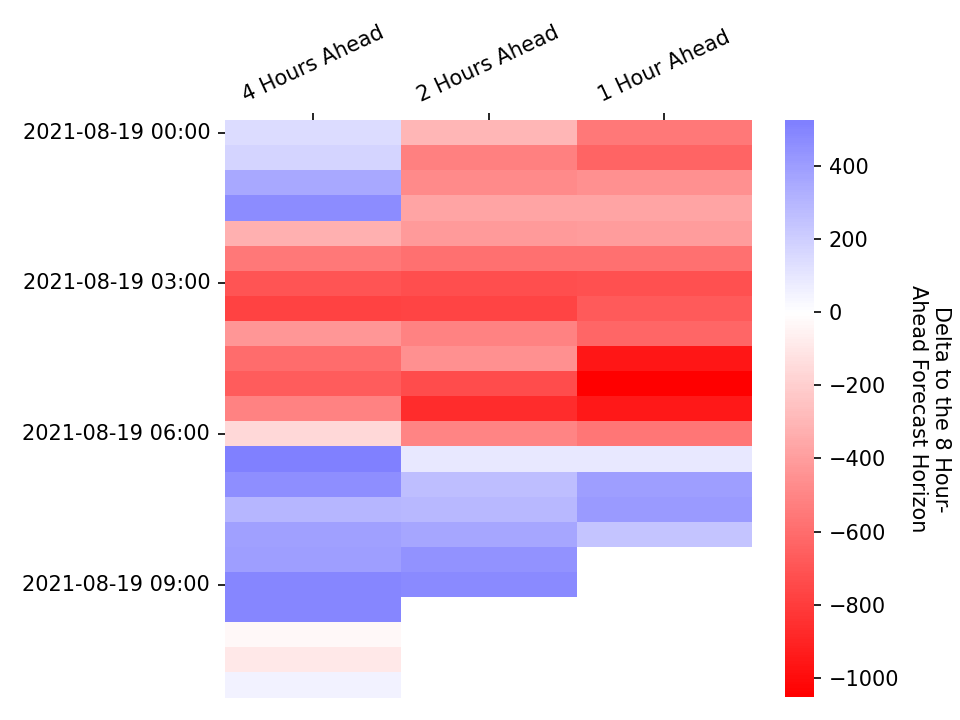 4 Hours Ahead
2 Hours Ahead
1 Hour Ahead
2021-08-19 00:00
2021-08-19 03:00
2021-08-19 06:00
2021-08-19 09:00
400
200
0
−200
−400
−600
−800
−1000
Delta to the 8 Hour-
Ahead Forecast Horizon